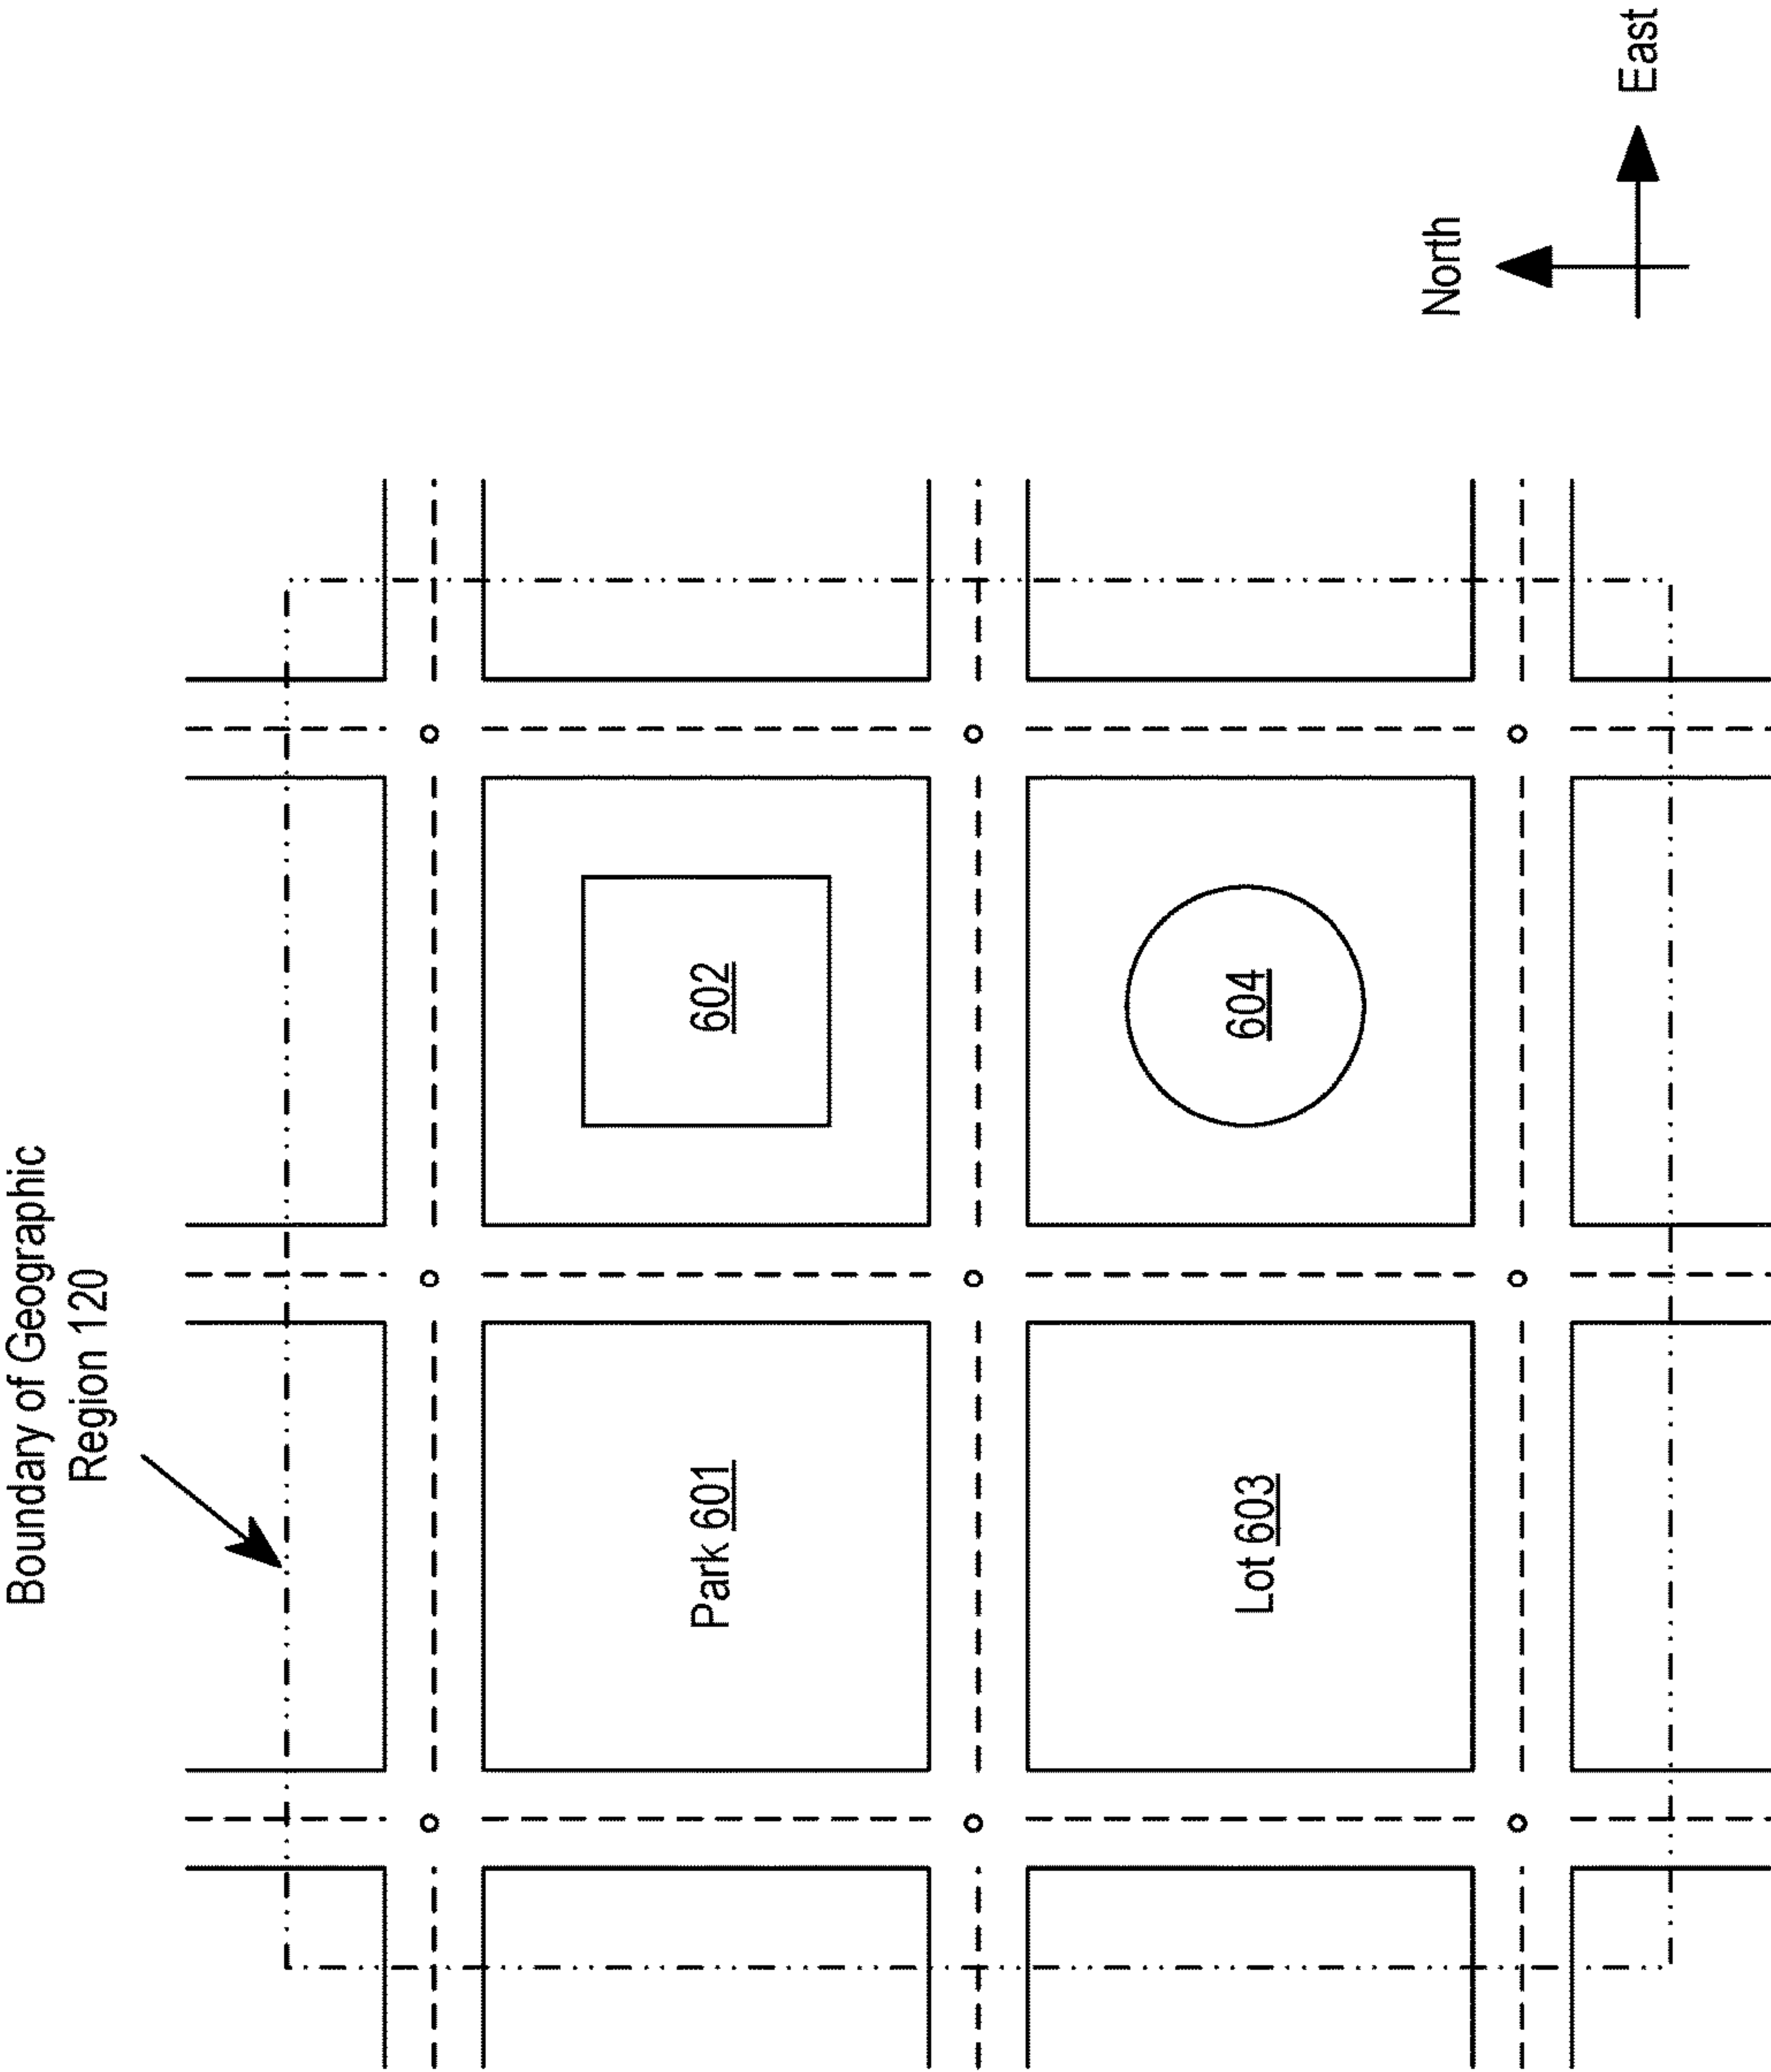 Boundary of Geographic
Region 120
Park 601
602
Lot 603
604
North
East